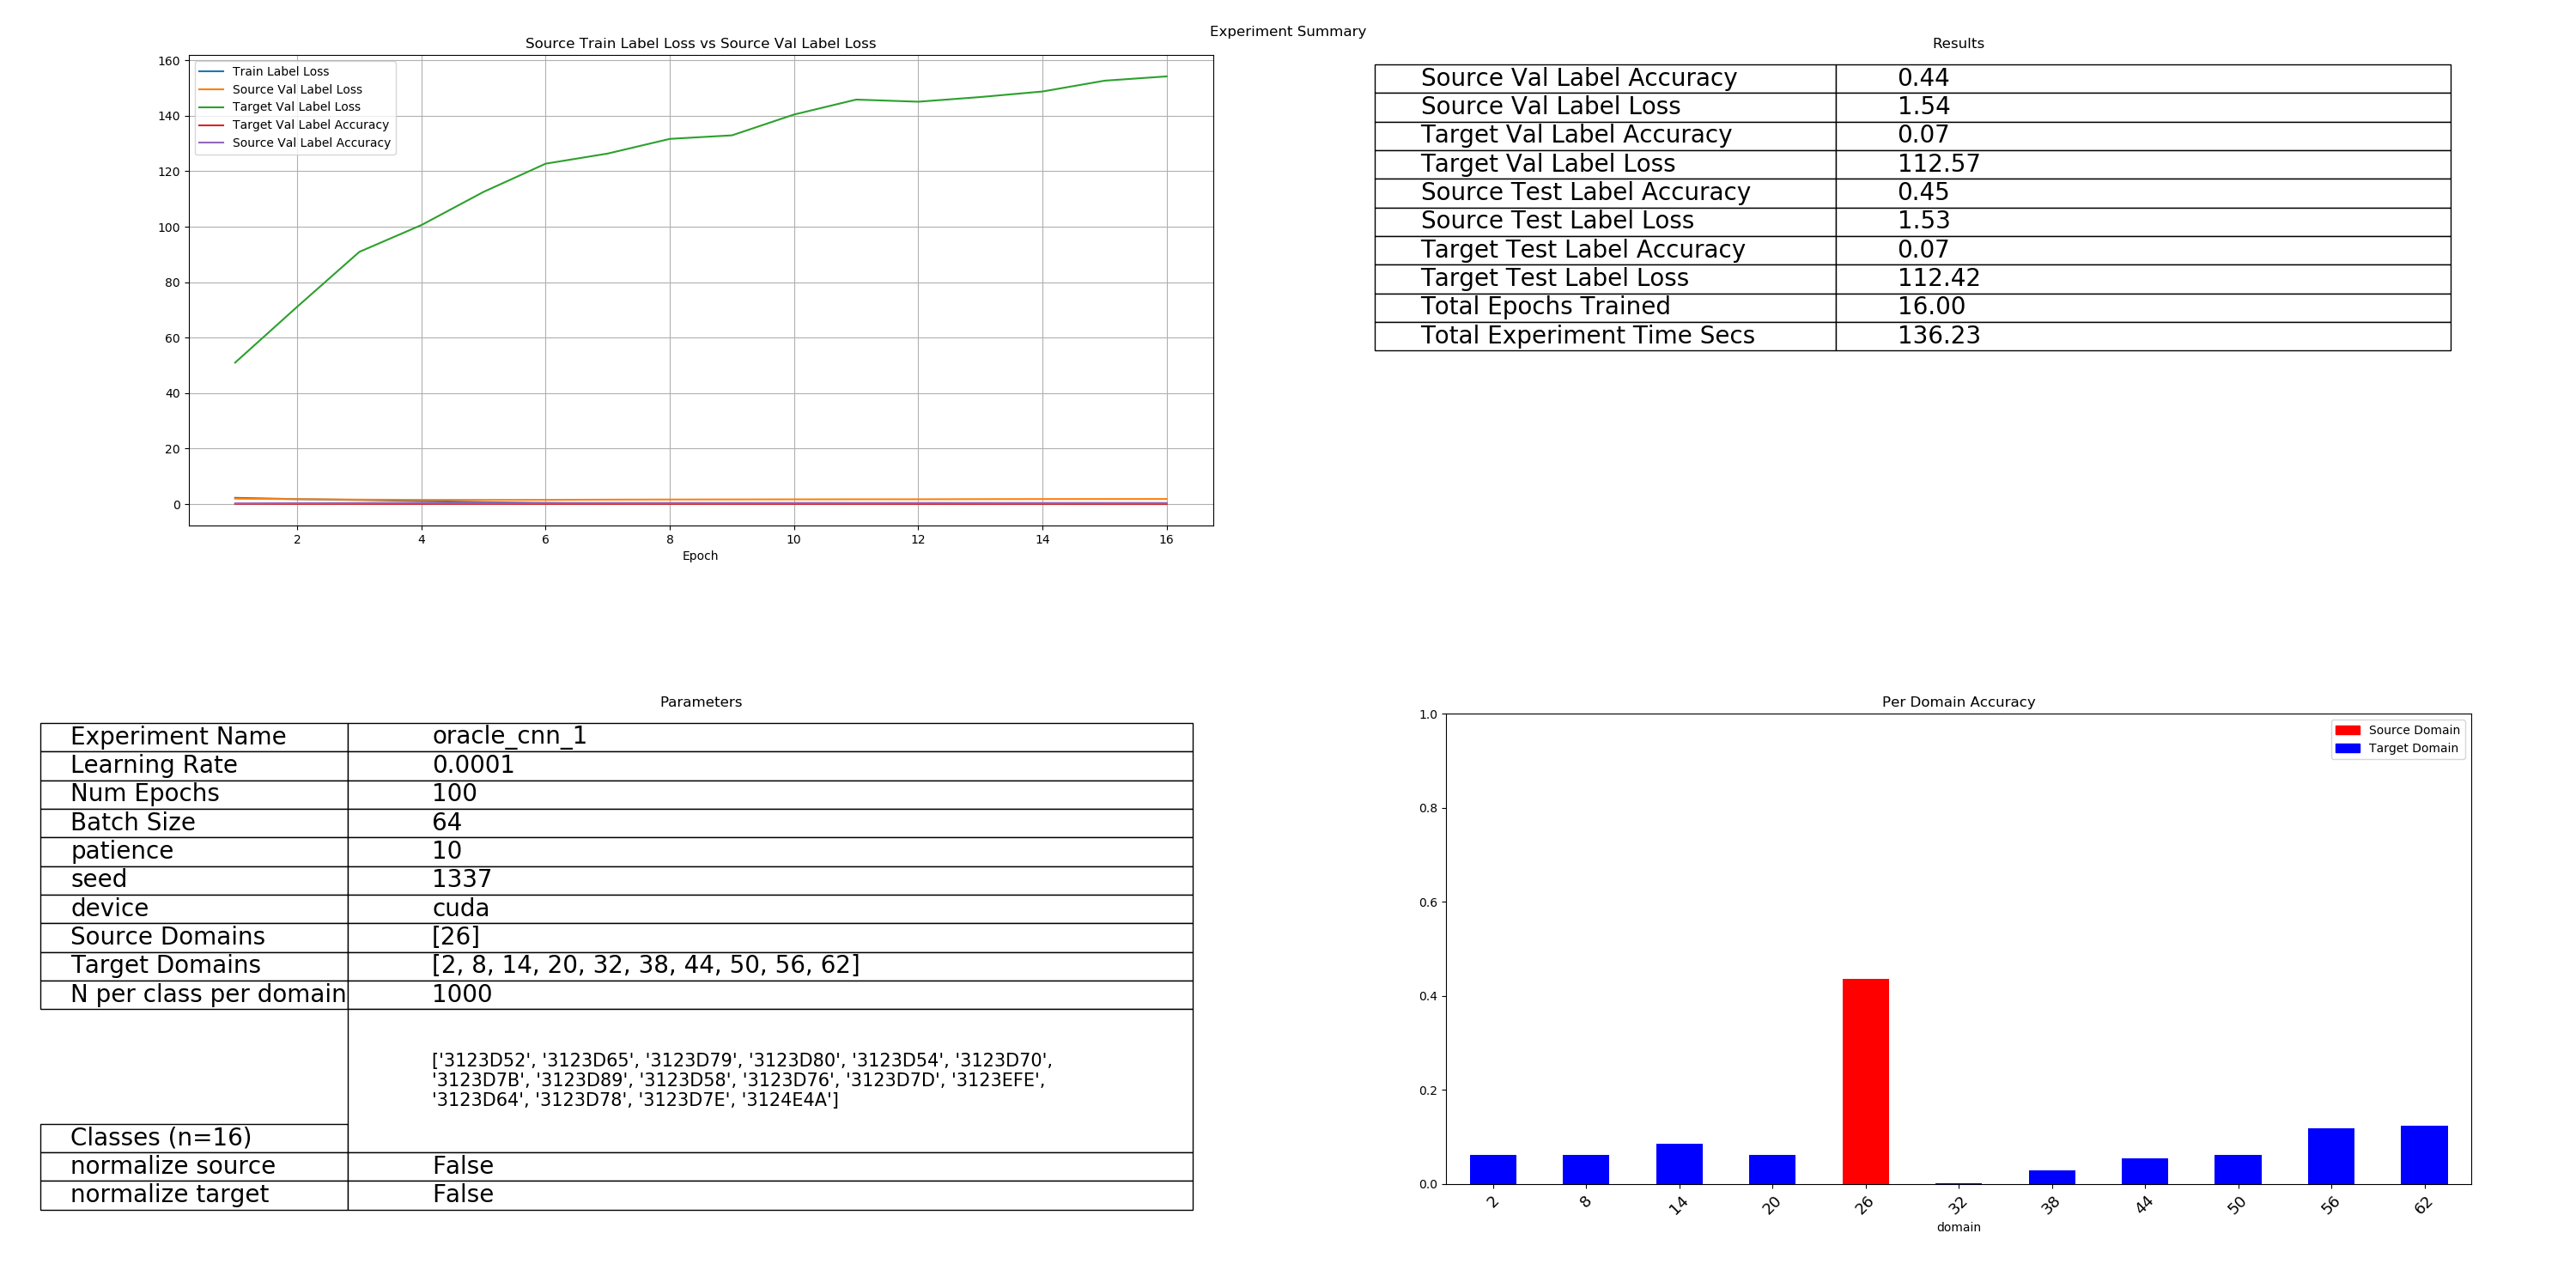 Experiment Summary
Source Train Label Loss vs Source Val Label Loss
160
140
120
100
80
60
40
20
0
Train Label Loss
Source Val Label Loss
Target Val Label Loss
Target Val Label Accuracy
Source Val Label Accuracy
2 4 6 8 10 12 14 16
Epoch
Results
Source Val Label Accuracy 0.44
Source Val Label Loss 1.54
Target Val Label Accuracy 0.07
Target Val Label Loss 112.57
Source Test Label Accuracy 0.45
Source Test Label Loss 1.53
Target Test Label Accuracy 0.07
Target Test Label Loss 112.42
Total Epochs Trained 16.00
Total Experiment Time Secs 136.23
Parameters
Experiment Name oracle_cnn_1
Learning Rate 0.0001
Num Epochs 100
Batch Size 64
patience 10
seed 1337
device cuda
Source Domains [26]
Target Domains [2, 8, 14, 20, 32, 38, 44, 50, 56, 62]
N per class per domain 1000
['3123D52', '3123D65', '3123D79', '3123D80', '3123D54', '3123D70',
'3123D7B', '3123D89', '3123D58', '3123D76', '3123D7D', '3123EFE',
'3123D64', '3123D78', '3123D7E', '3124E4A']
Classes (n=16)
normalize source False
normalize target False
Per Domain Accuracy
1.0
0.8
0.6
0.4
0.2
0.0
Source Domain
Target Domain
2 8 14 20 26 32 38 44 50 56 62
domain